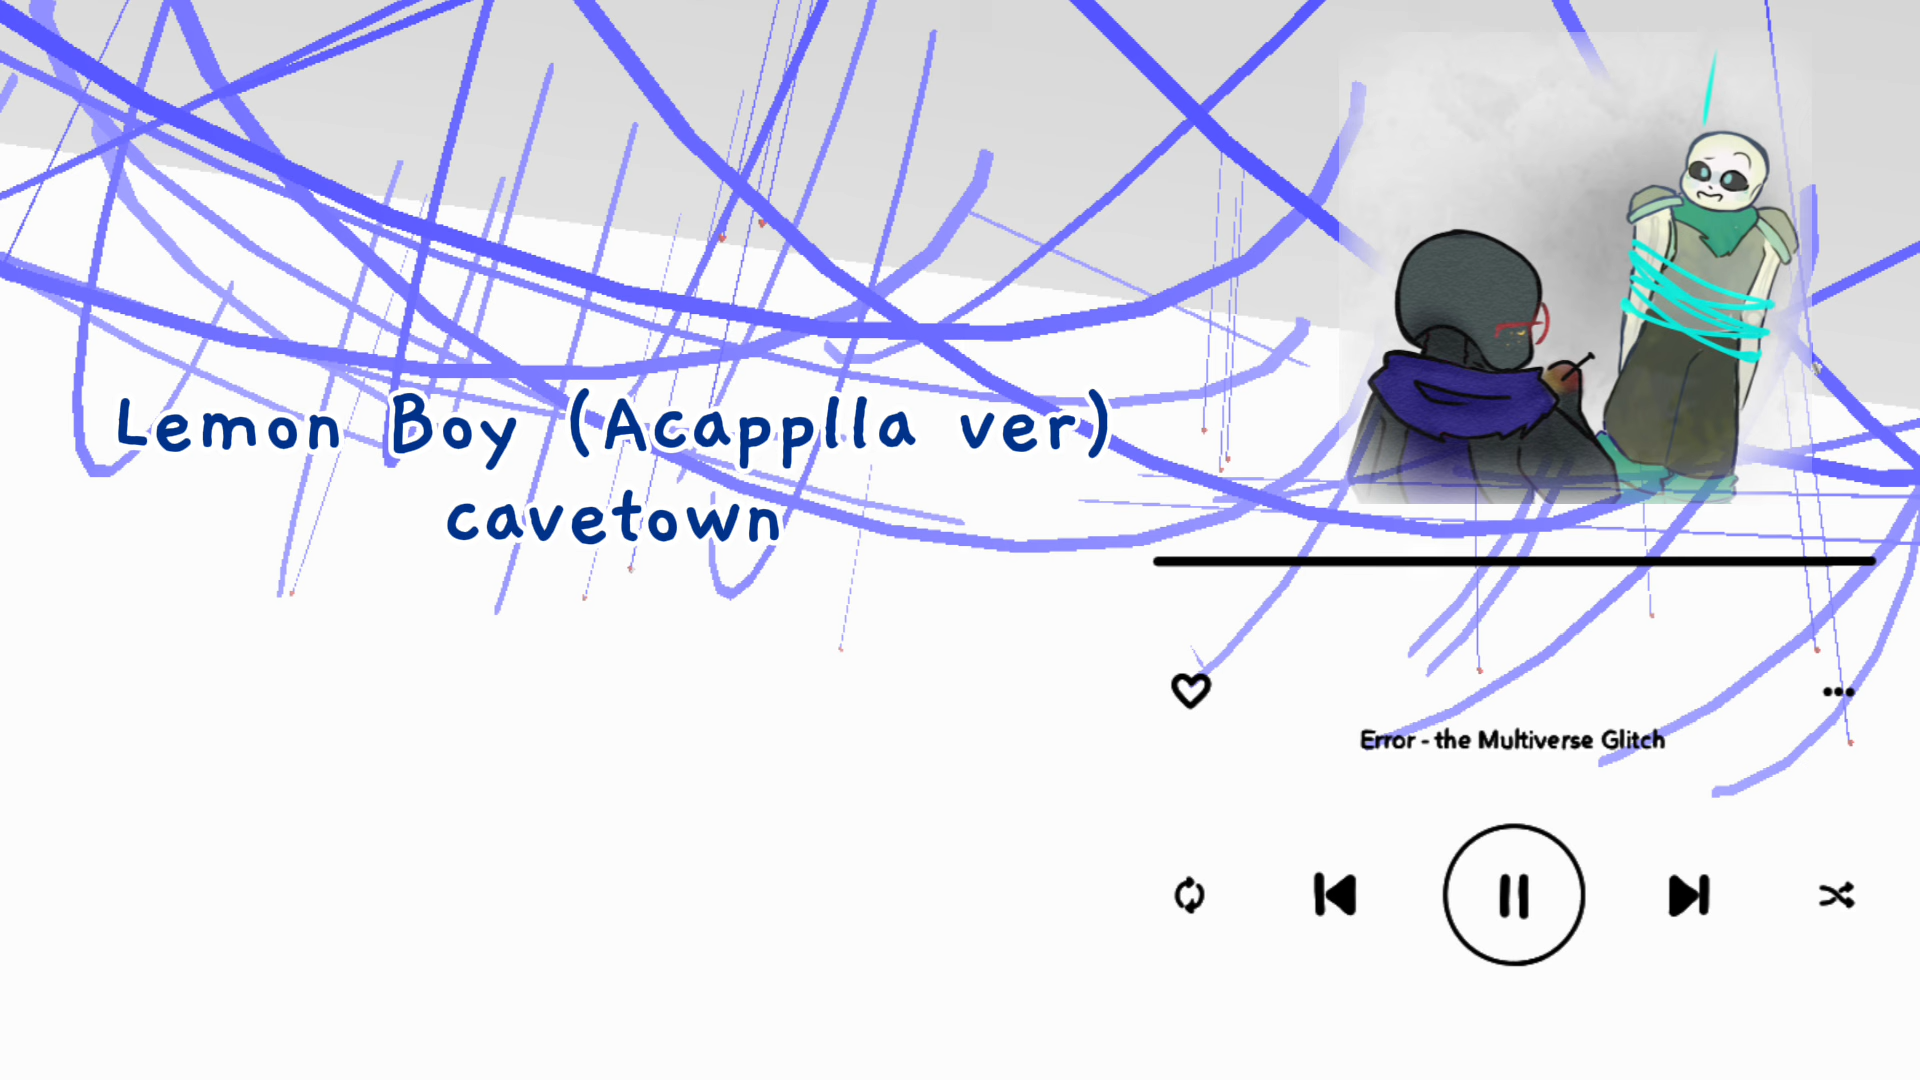 Lemon Boy (Acapplla ver)
cavetown
Error - the Multiverse Glitch